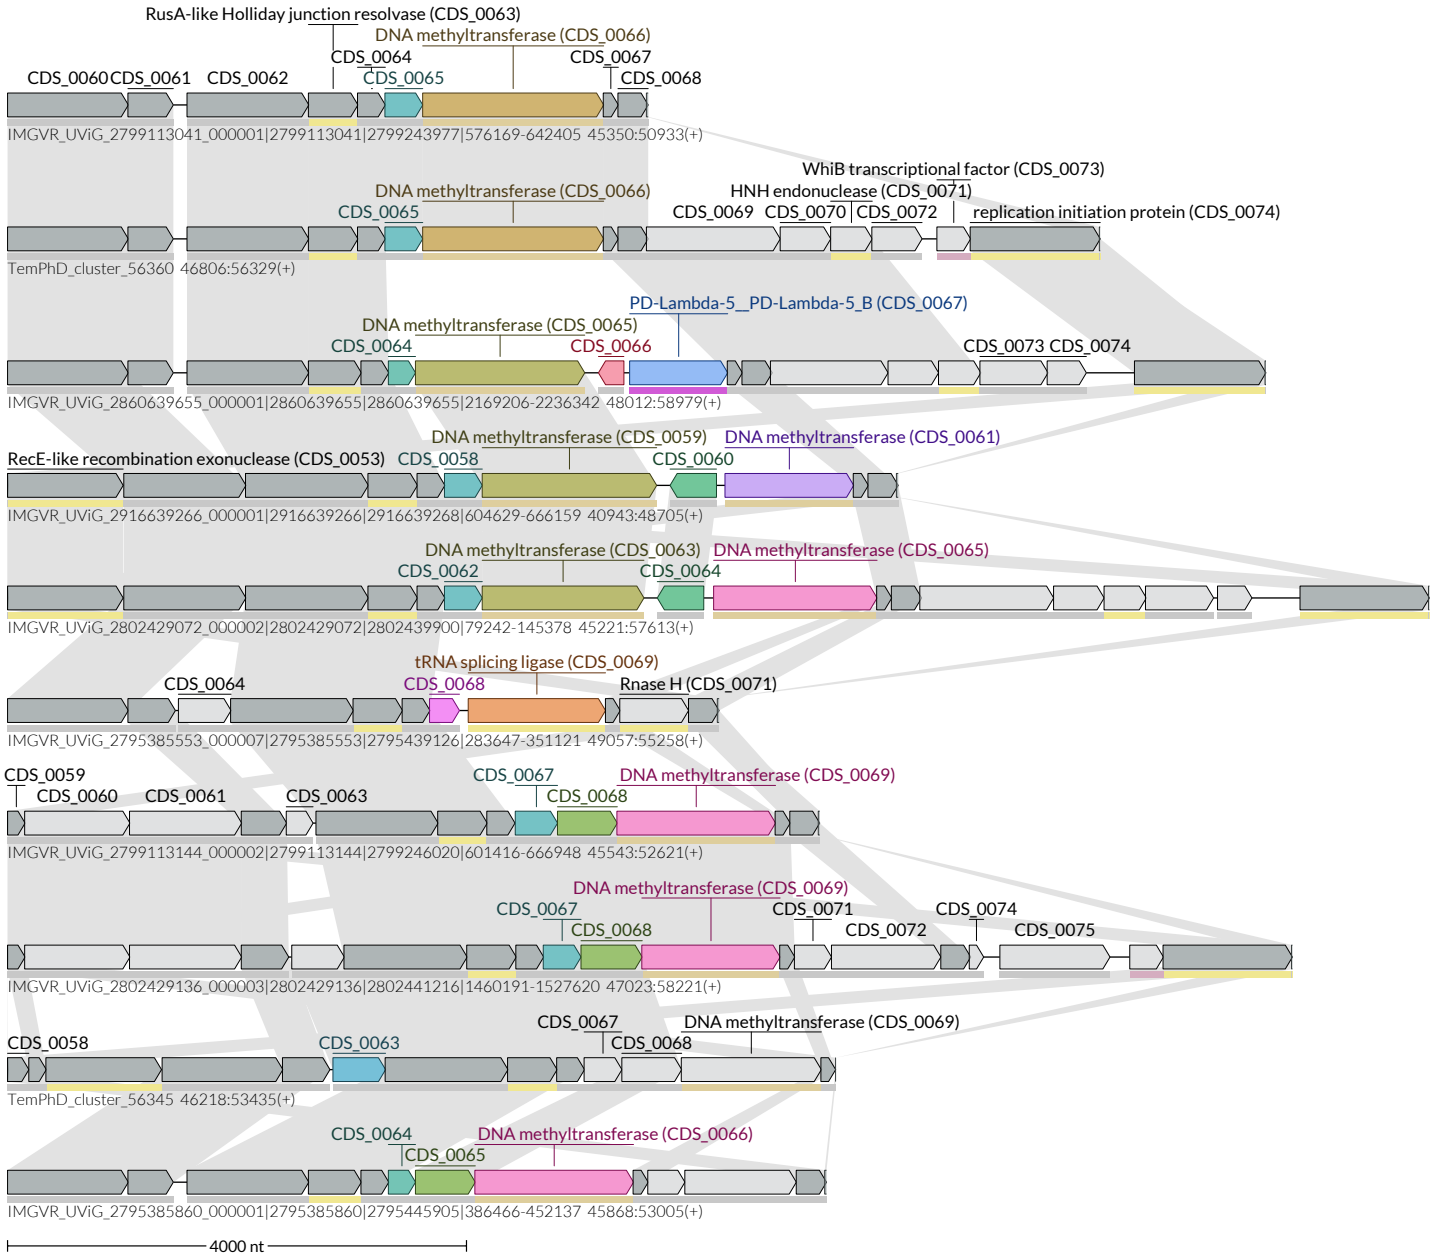 RusA-like Holliday junction resolvase (CDS_0063)
DNA methyltransferase (CDS_0066)
CDS_0064 CDS_0067
CDS_0060 CDS_0061 CDS_0062 CDS_0065 CDS_0068
IMGVR_UViG_2799113041_000001|2799113041|2799243977|576169-642405 45350:50933(+)
WhiB transcriptional factor (CDS_0073)
DNA methyltransferase (CDS_0066) HNH endonuclease (CDS_0071)
CDS_0065 CDS_0069 CDS_0070 CDS_0072 replication initiation protein (CDS_0074)
TemPhD_cluster_56360 46806:56329(+)
PD-Lambda-5__PD-Lambda-5_B (CDS_0067)
DNA methyltransferase (CDS_0065)
CDS_0064 CDS_0066 CDS_0073 CDS_0074
IMGVR_UViG_2860639655_000001|2860639655|2860639655|2169206-2236342 48012:58979(+)
DNA methyltransferase (CDS_0059) DNA methyltransferase (CDS_0061)
RecE-like recombination exonuclease (CDS_0053) CDS_0058 CDS_0060
IMGVR_UViG_2916639266_000001|2916639266|2916639268|604629-666159 40943:48705(+)
DNA methyltransferase (CDS_0063) DNA methyltransferase (CDS_0065)
CDS_0062 CDS_0064
IMGVR_UViG_2802429072_000002|2802429072|2802439900|79242-145378 45221:57613(+)
tRNA splicing ligase (CDS_0069)
CDS_0064 CDS_0068 Rnase H (CDS_0071)
IMGVR_UViG_2795385553_000007|2795385553|2795439126|283647-351121 49057:55258(+)
CDS_0059 CDS_0067 DNA methyltransferase (CDS_0069)
CDS_0060 CDS_0061 CDS_0063 CDS_0068
IMGVR_UViG_2799113144_000002|2799113144|2799246020|601416-666948 45543:52621(+)
DNA methyltransferase (CDS_0069)
CDS_0067 CDS_0071 CDS_0074
CDS_0068 CDS_0072 CDS_0075
IMGVR_UViG_2802429136_000003|2802429136|2802441216|1460191-1527620 47023:58221(+)
CDS_0067 DNA methyltransferase (CDS_0069)
CDS_0058 CDS_0063 CDS_0068
TemPhD_cluster_56345 46218:53435(+)
CDS_0064 DNA methyltransferase (CDS_0066)
CDS_0065
IMGVR_UViG_2795385860_000001|2795385860|2795445905|386466-452137 45868:53005(+)
4000 nt